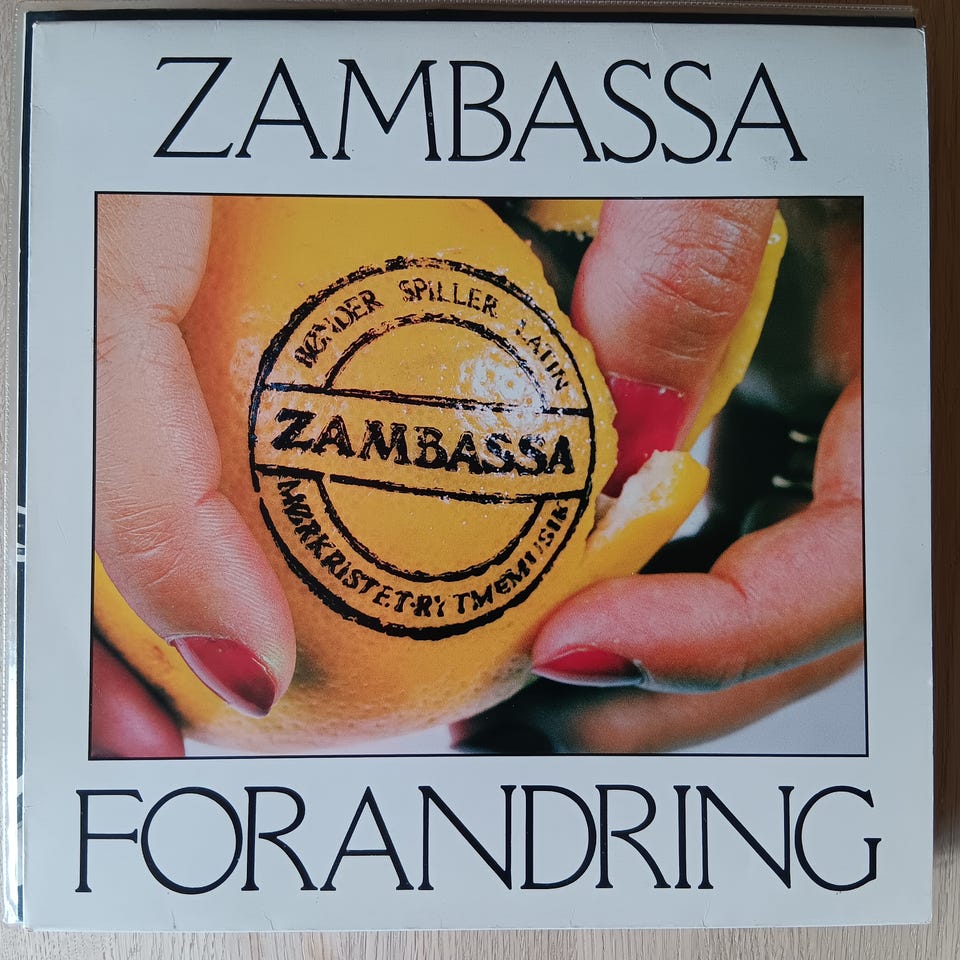 ZAMBASSA
BØNDER SPILLER LATIN
ZAMBASSA
MØRKRISTET RYTMEMUSIK
FORANDRING